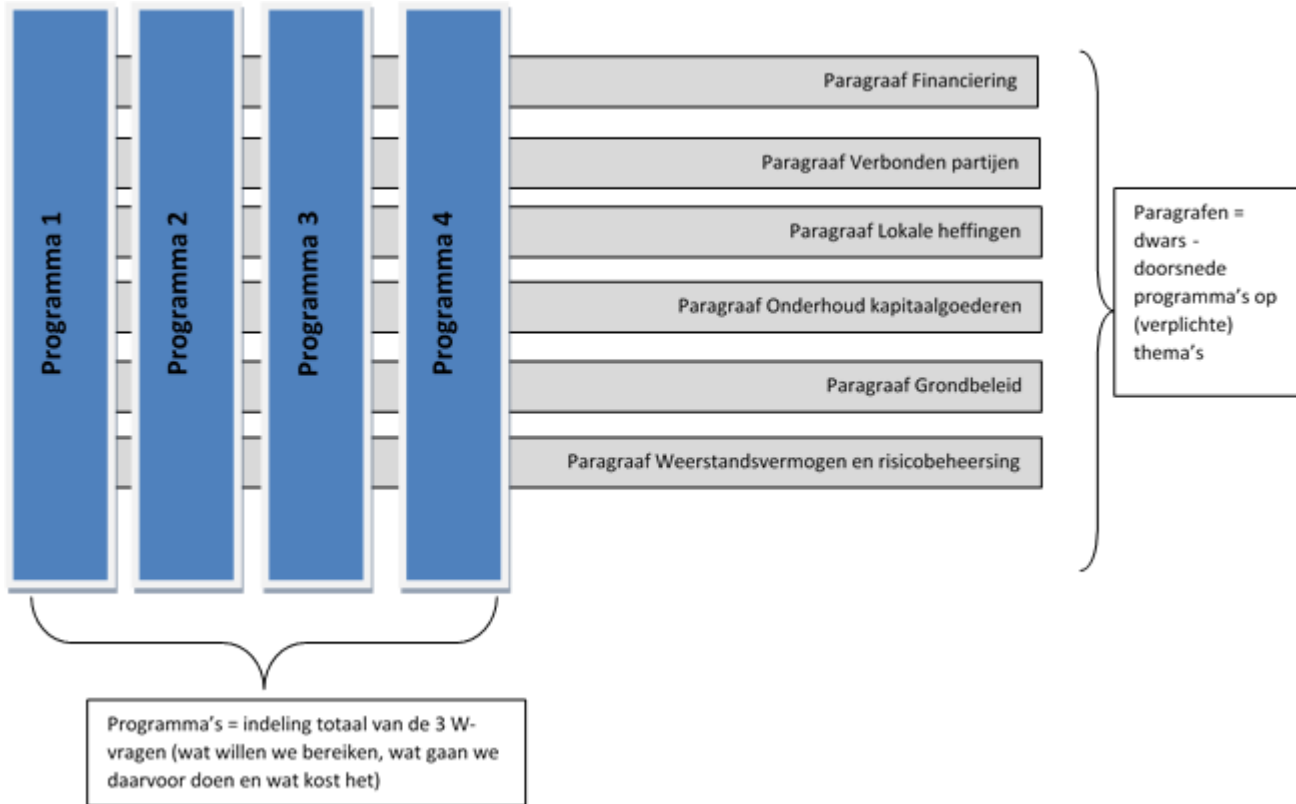 Programma 1
Programma 2
Programma 3
Programma 4
Paragraaf Financiering
Paragraaf Verbonden partijen
Paragraaf Lokale heffingen
Paragraaf Onderhoud kapitaalgoederen
Paragraaf Grondbeleid
Paragraaf Weerstandsvermogen en risicobeheersing
Paragrafen =
dwars -
doorsnede
programma's op
(verplichte)
thema's
Programma's = indeling totaal van de 3 W-
vragen (wat willen we bereiken, wat gaan we
daarvoor doen en wat kost het)